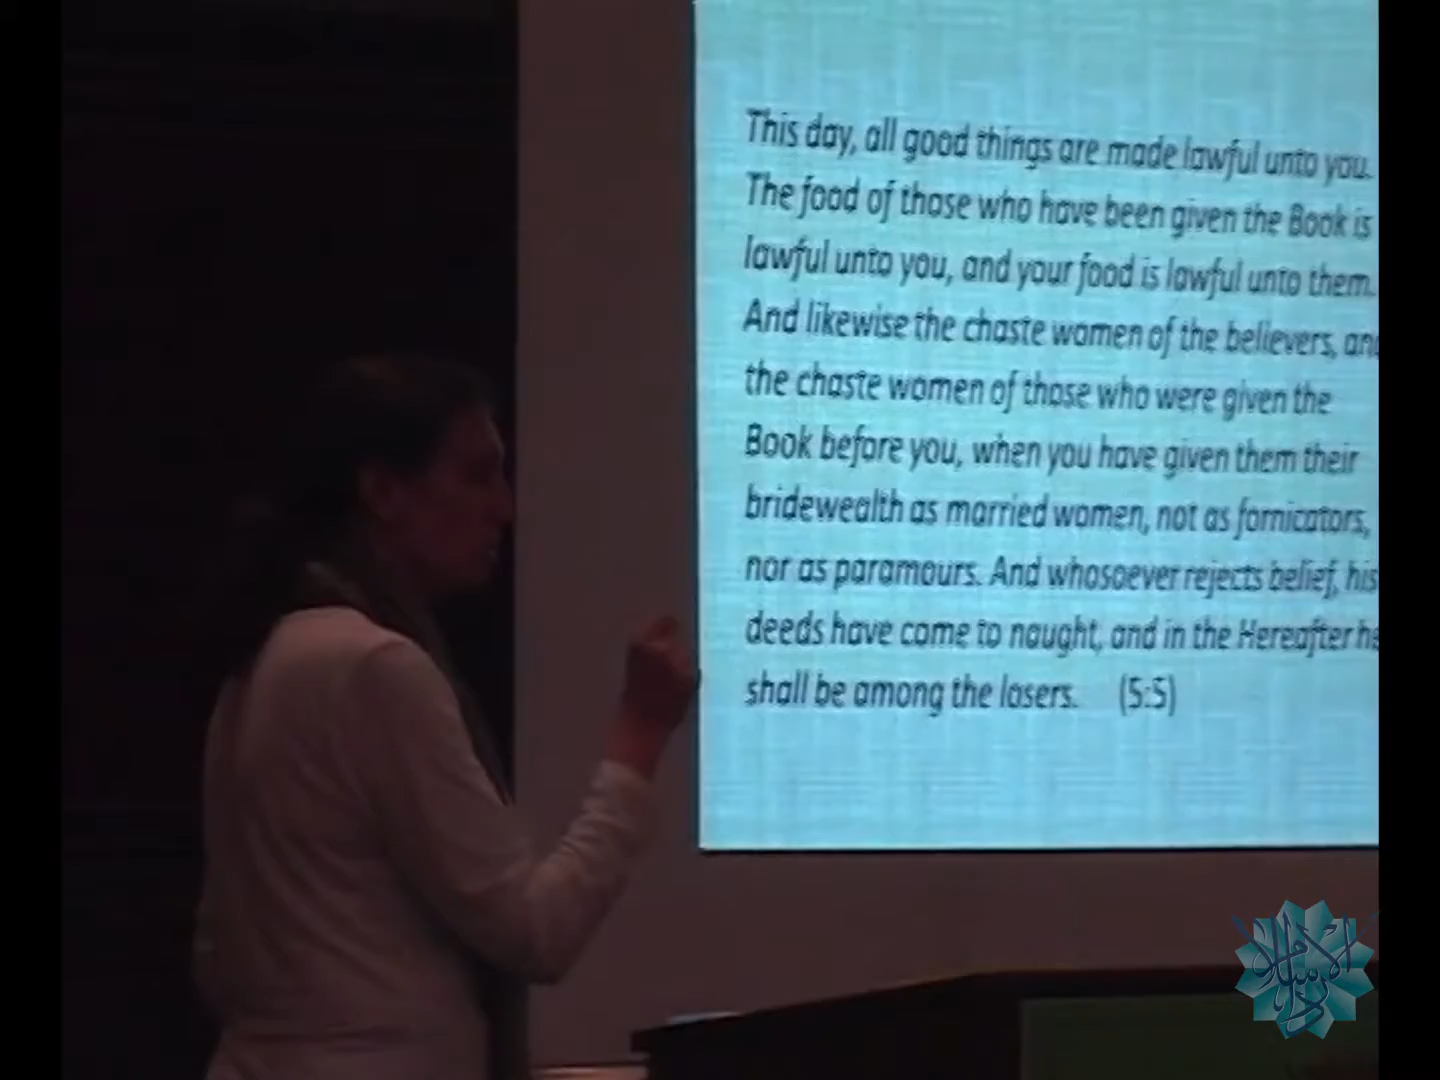 This day, all good things are made lawful unto you.
The food of those who have been given the Book is
lawful unto you, and your food is lawful unto them.
And likewise the chaste women of the believers, and
the chaste women of those who were given the
Book before you, when you have given them their
bridewealth as married women, not as fornicators,
nor as paramours. And whosoever rejects belief, his
deeds have come to naught, and in the Hereafter he
shall be among the losers. (5:5)